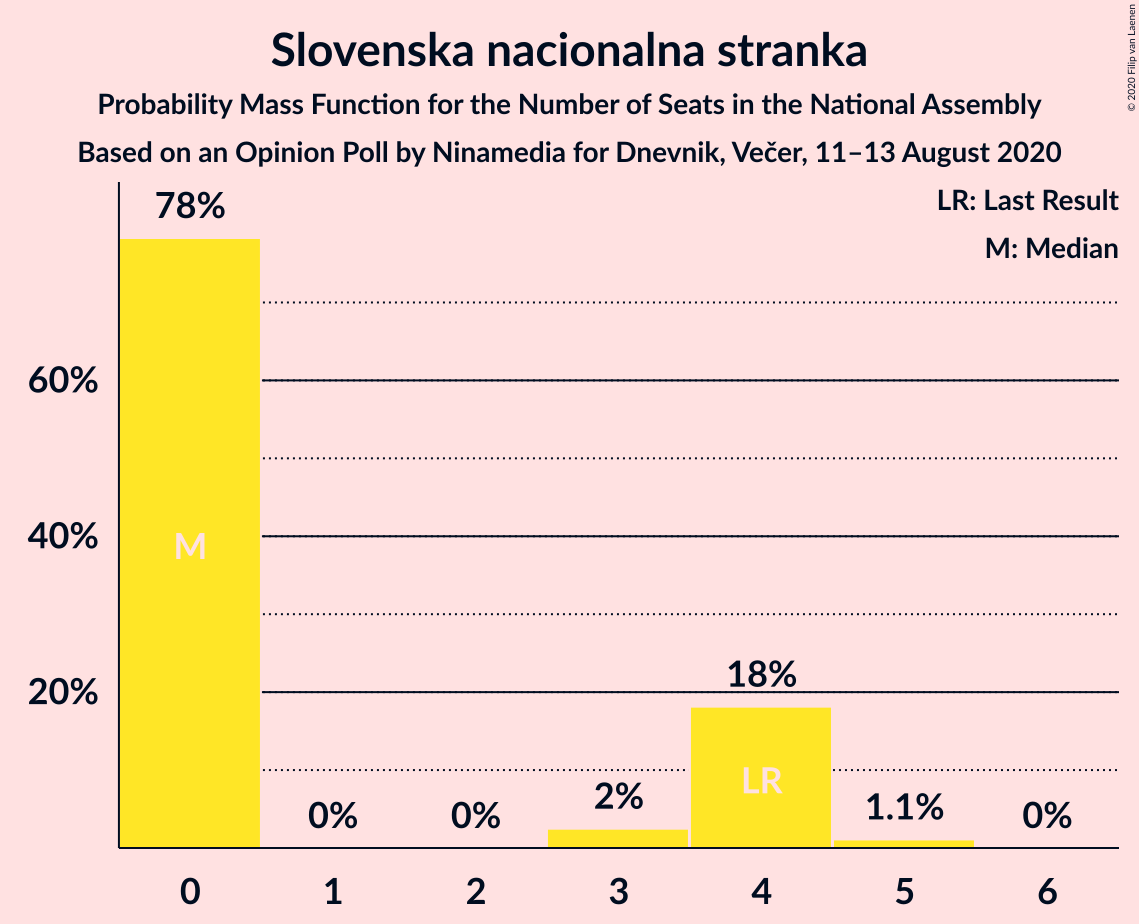 Slovenska nacionalna stranka
Probability Mass Function for the Number of Seats in the National Assembly
Based on an Opinion Poll by Ninamedia for Dnevnik, Večer, 11–13 August 2020
© 2020 Filip van Laenen
LR: Last Result
M: Median
78%
60%
40%
20%
M
0%
0%
2%
18%
LR
1.1%
0%
0 1 2 3 4 5 6